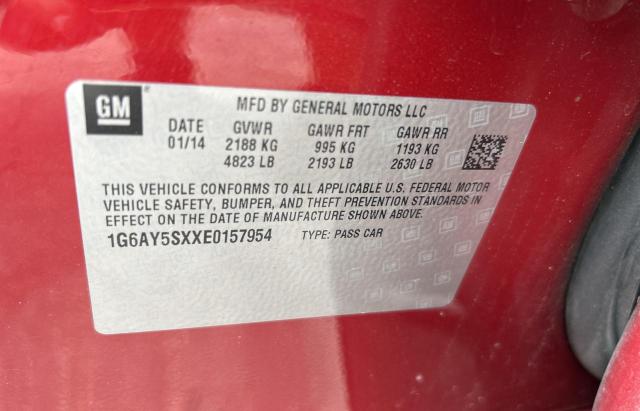 GM
MFD BY GENERAL MOTORS LLC
DATE GVWR GAWR FRT GAWR RR
01/14 2188 KG 995 KG 1193 KG
4823 LB 2193 LB 2630 LB
THIS VEHICLE CONFORMS TO ALL APPLICABLE U.S. FEDERAL MOTOR
VEHICLE SAFETY, BUMPER, AND THEFT PREVENTION STANDARDS IN
EFFECT ON THE DATE OF MANUFACTURE SHOWN ABOVE.
1G6AY5SXXE0157954 TYPE: PASS CAR